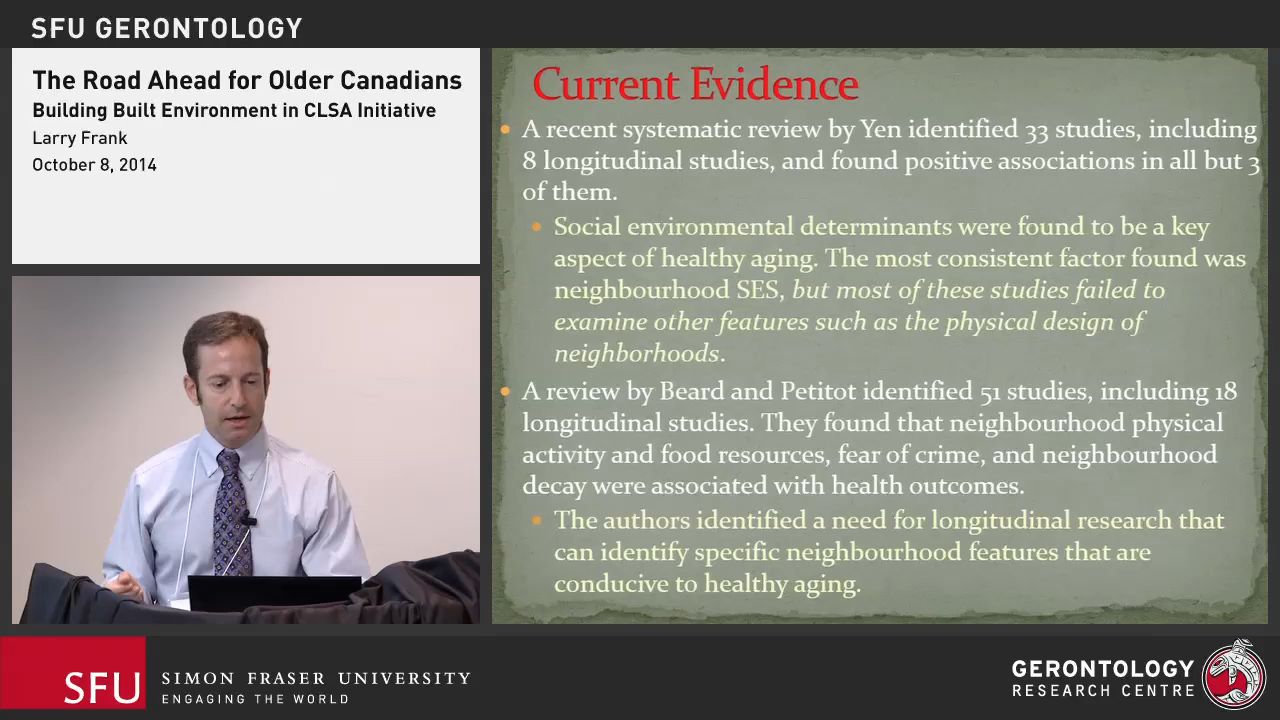 SFU GERONTOLOGY
The Road Ahead for Older Canadians
Building Built Environment in CLSA Initiative
Larry Frank
October 8, 2014
Current Evidence
• A recent systematic review by Yen identified 33 studies, including
8 longitudinal studies, and found positive associations in all but 3
of them.
• Social environmental determinants were found to be a key
aspect of healthy aging. The most consistent factor found was
neighbourhood SES, but most of these studies failed to
examine other features such as the physical design of
neighborhoods.
• A review by Beard and Petitot identified 51 studies, including 18
longitudinal studies. They found that neighbourhood physical
activity and food resources, fear of crime, and neighbourhood
decay were associated with health outcomes.
• The authors identified a need for longitudinal research that
can identify specific neighbourhood features that are
conducive to healthy aging.
SFU
SIMON FRASER UNIVERSITY
ENGAGING THE WORLD
GERONTOLOGY
RESEARCH CENTRE